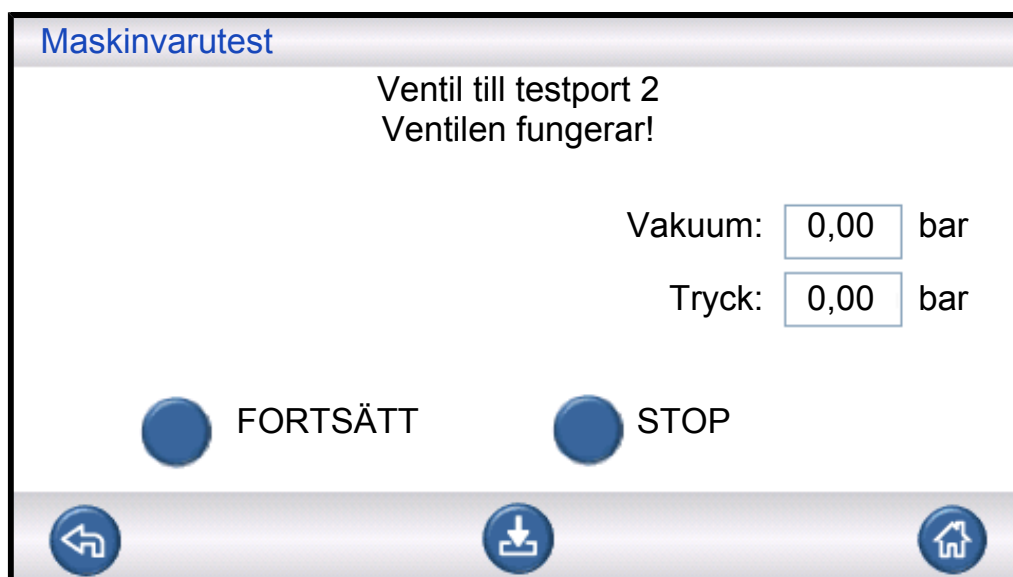 Maskinvarutest
Ventil till testport 2
Ventilen fungerar!
Vakuum: 0,00 bar
Tryck: 0,00 bar
FORTSÄTT STOP